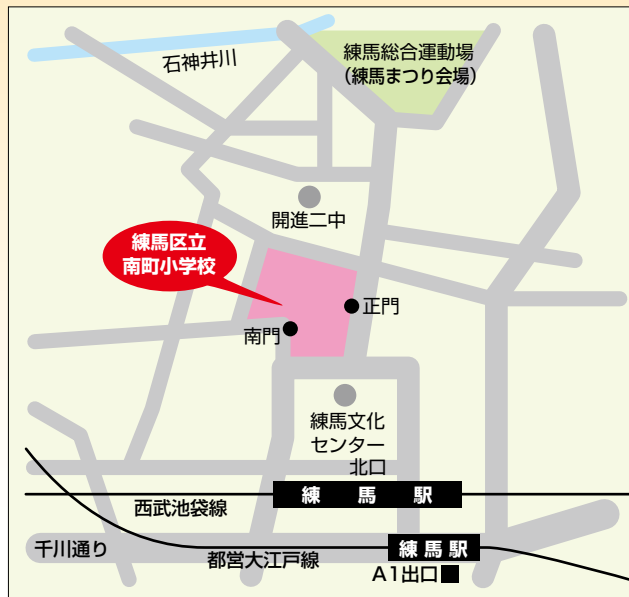 石神井川
練馬総合運動場
（練馬まつり会場）
開進二中
練馬区立
南町小学校
正門
南門
練馬文化
センター
北口
練馬駅
西武池袋線
千川通り
都営大江戸線
練馬駅
A1出口